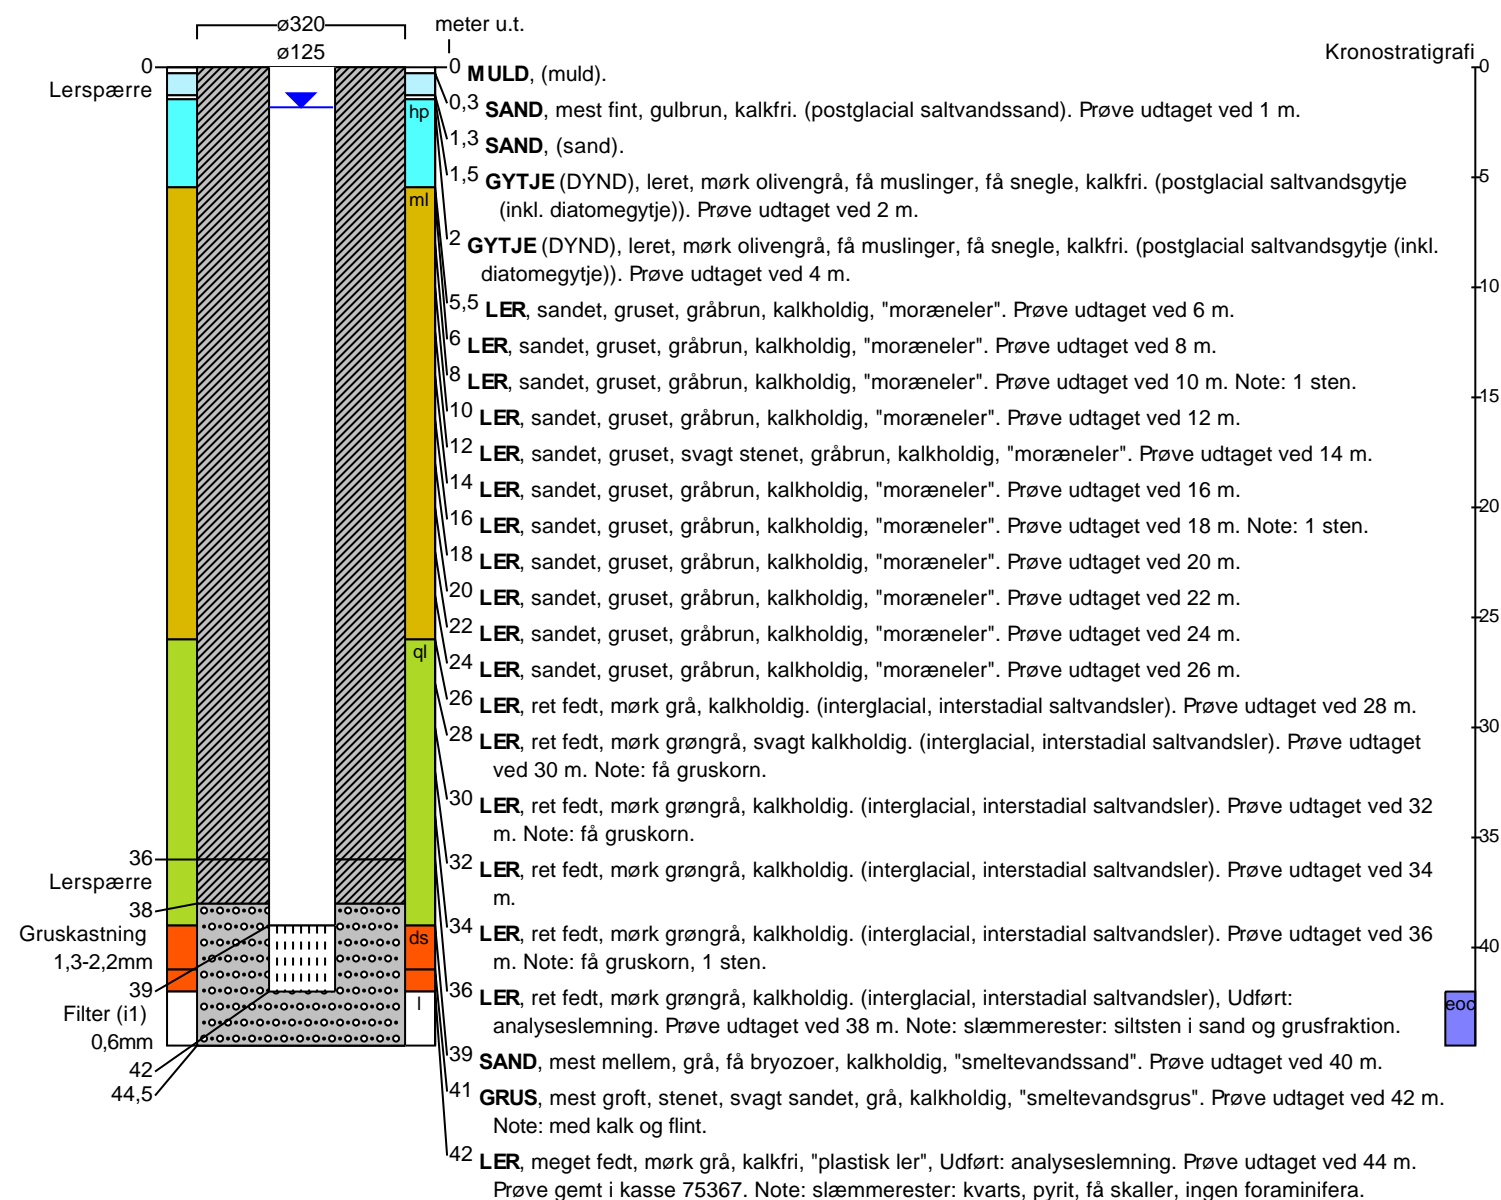 ø320
meter u.t.
ø125
Kronostratigrafi
0
Lerspærre
36
Lerspærre
38
Gruskastning
1,3-2,2mm
39
Filter (i1)
0,6mm
42
44,5
hp
ml
ql
ds
l
0 MULD, (muld).
0,3 SAND, mest fint, gulbrun, kalkfri. (postglacial saltvandssand). Prøve udtaget ved 1 m.
1,3 SAND, (sand).
1,5 GYTJE (DYND), leret, mørk olivengrå, få muslinger, få snegle, kalkfri. (postglacial saltvandsgytje
(inkl. diatomegytje)). Prøve udtaget ved 2 m.
2 GYTJE (DYND), leret, mørk olivengrå, få muslinger, få snegle, kalkfri. (postglacial saltvandsgytje (inkl.
diatomegytje)). Prøve udtaget ved 4 m.
5,5 LER, sandet, gruset, gråbrun, kalkholdig, "moræneler". Prøve udtaget ved 6 m.
6 LER, sandet, gruset, gråbrun, kalkholdig, "moræneler". Prøve udtaget ved 8 m.
8 LER, sandet, gruset, gråbrun, kalkholdig, "moræneler". Prøve udtaget ved 10 m. Note: 1 sten.
10 LER, sandet, gruset, gråbrun, kalkholdig, "moræneler". Prøve udtaget ved 12 m.
12 LER, sandet, gruset, svagt stenet, gråbrun, kalkholdig, "moræneler". Prøve udtaget ved 14 m.
14 LER, sandet, gruset, gråbrun, kalkholdig, "moræneler". Prøve udtaget ved 16 m.
16 LER, sandet, gruset, gråbrun, kalkholdig, "moræneler". Prøve udtaget ved 18 m. Note: 1 sten.
18 LER, sandet, gruset, gråbrun, kalkholdig, "moræneler". Prøve udtaget ved 20 m.
20 LER, sandet, gruset, gråbrun, kalkholdig, "moræneler". Prøve udtaget ved 22 m.
22 LER, sandet, gruset, gråbrun, kalkholdig, "moræneler". Prøve udtaget ved 24 m.
24 LER, sandet, gruset, gråbrun, kalkholdig, "moræneler". Prøve udtaget ved 26 m.
26 LER, ret fedt, mørk grå, kalkholdig. (interglacial, interstadial saltvandsler). Prøve udtaget ved 28 m.
28 LER, ret fedt, mørk grøngrå, svagt kalkholdig. (interglacial, interstadial saltvandsler). Prøve udtaget
ved 30 m. Note: få gruskorn.
30 LER, ret fedt, mørk grøngrå, kalkholdig. (interglacial, interstadial saltvandsler). Prøve udtaget ved 32
m. Note: få gruskorn.
32 LER, ret fedt, mørk grøngrå, kalkholdig. (interglacial, interstadial saltvandsler). Prøve udtaget ved 34
m.
34 LER, ret fedt, mørk grøngrå, kalkholdig. (interglacial, interstadial saltvandsler). Prøve udtaget ved 36
m. Note: få gruskorn, 1 sten.
36 LER, ret fedt, mørk grøngrå, kalkholdig. (interglacial, interstadial saltvandsler), Udført:
analyseslemning. Prøve udtaget ved 38 m. Note: slæmmerester: siltsten i sand og grusfraktion.
39 SAND, mest mellem, grå, få bryozoer, kalkholdig, "smeltevandssand". Prøve udtaget ved 40 m.
41 GRUS, mest groft, stenet, svagt sandet, grå, kalkholdig, "smeltevandsgrus". Prøve udtaget ved 42 m.
Note: med kalk og flint.
42 LER, meget fedt, mørk grå, kalkfri, "plastisk ler", Udført: analyseslemning. Prøve udtaget ved 44 m.
Prøve gemt i kasse 75367. Note: slæmmerester: kvarts, pyrit, få skaller, ingen foraminifera.
0
5
10
15
20
25
30
35
40
eoc